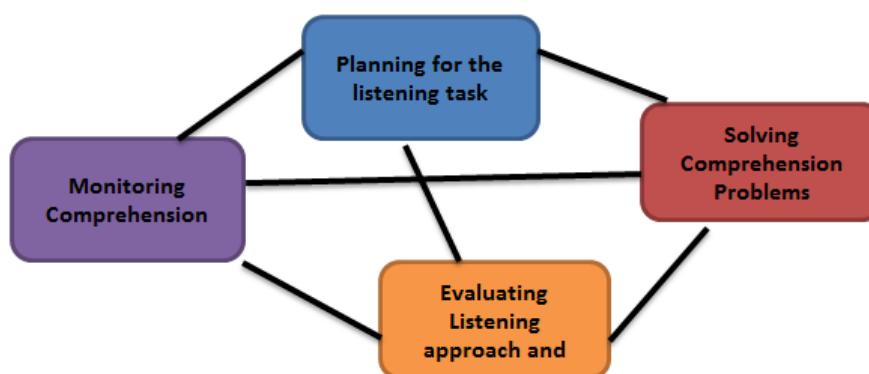 Planning for the
listening task
Monitoring
Comprehension
Solving
Comprehension
Problems
Evaluating
Listening
approach and